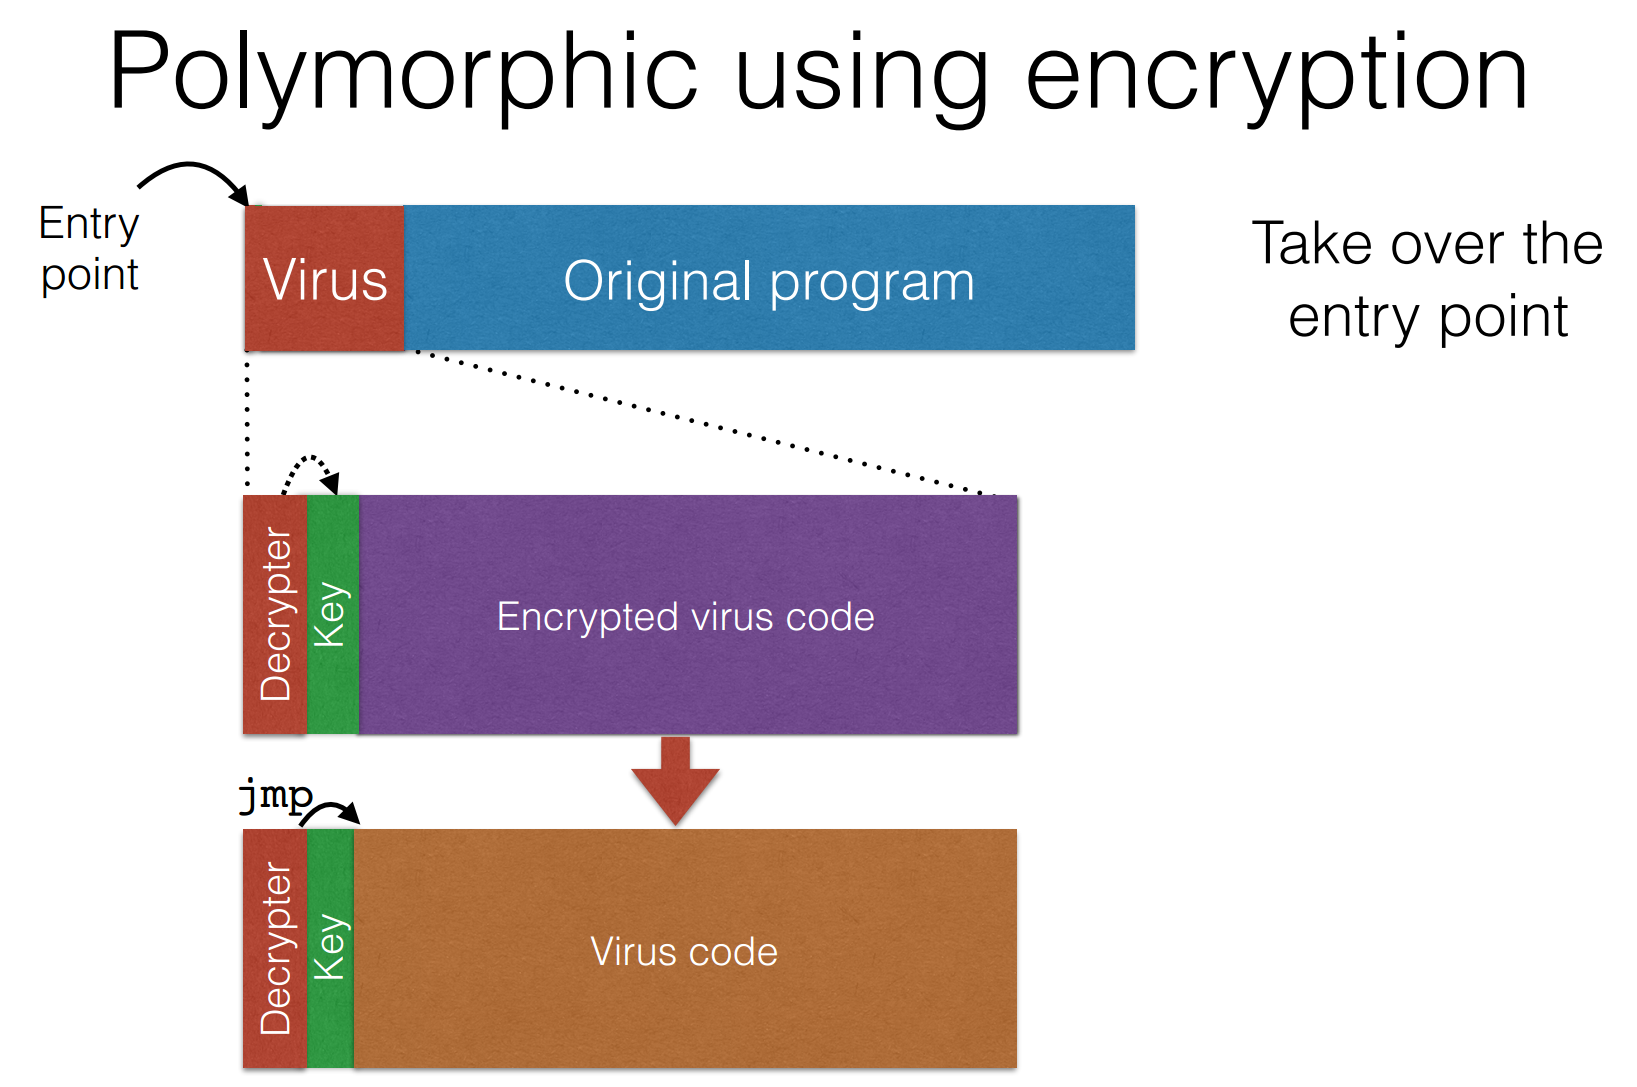 Polymorphic using encryption
Entry
point
Virus
Original program
Take over the
entry point
Decrypter
Key
Encrypted virus code
jmp
Decrypter
Key
Virus code